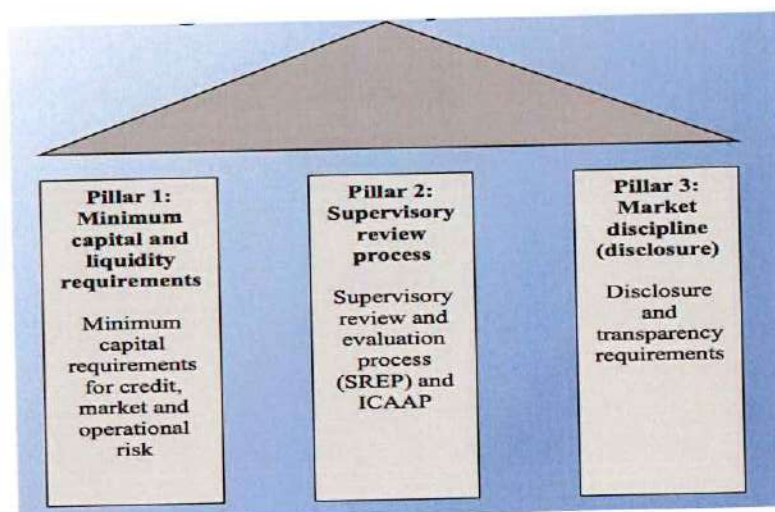 Pillar 1:
Minimum
capital and
liquidity
requirements
Minimum
capital
requirements
for credit,
market and
operational
risk
Pillar 2:
Supervisory
review
process
Supervisory
review and
evaluation
process
(SREP) and
ICAAP
Pillar 3:
Market
discipline
(disclosure)
Disclosure
and
transparency
requirements